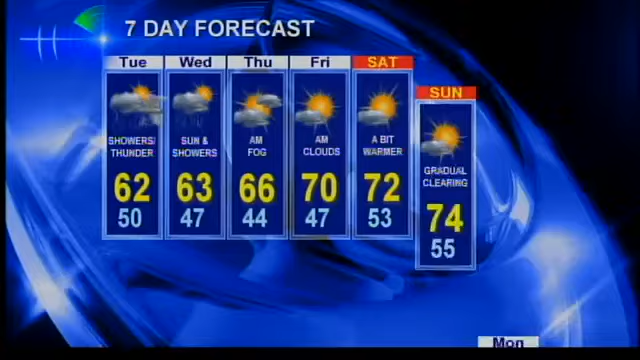 7 DAY FORECAST
Tue
SHOWERS/
THUNDER
62
50
Wed
SUN &
SHOWERS
63
47
Thu
AM
FOG
66
44
Fri
AM
CLOUDS
70
47
SAT
A BIT
WARMER
72
53
SUN
GRADUAL
CLEARING
74
55
Mon